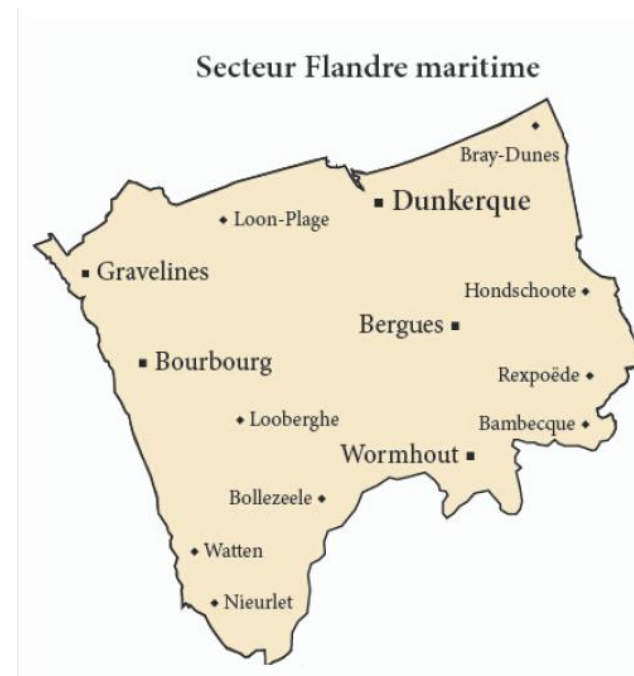 Secteur Flandre maritime
Bray-Dunes
Dunkerque
Loon-Plage
Gravelines
Hondschoote
Bergues
Bourbourg
Rexpoëde
Looberghe
Bambecque
Wormhout
Bollezeele
Watten
Nieurlet